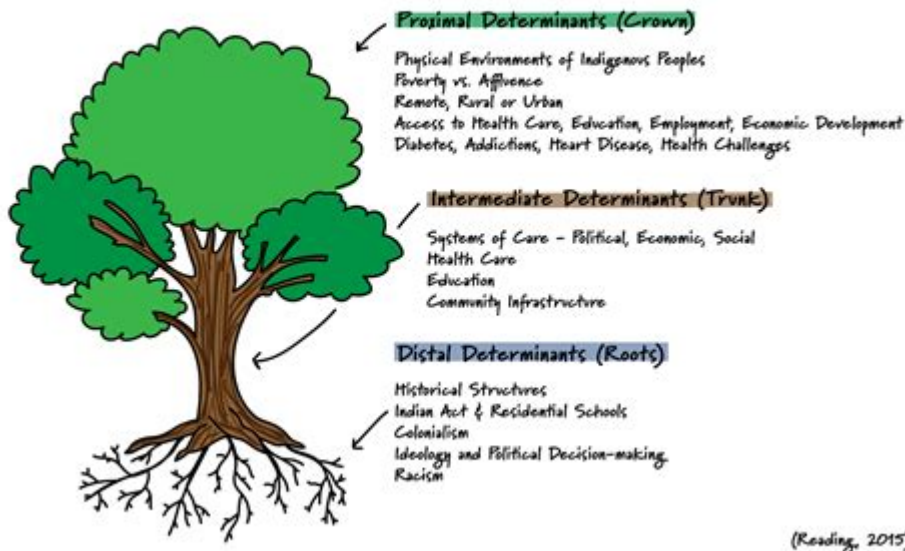 Proximal Determinants (Crown)
Physical Environments of Indigenous Peoples
Poverty vs. Affluence
Remote, Rural or Urban
Access to Health Care, Education, Employment, Economic Development
Diabetes, Addictions, Heart Disease, Health Challenges
Intermediate Determinants (Trunk)
Systems of Care - Political, Economic, Social
Health Care
Education
Community Infrastructure
Distal Determinants (Roots)
Historical Structures
Indian Act & Residential Schools
Colonialism
Ideology and Political Decision-making
Racism
(Reading, 2015)